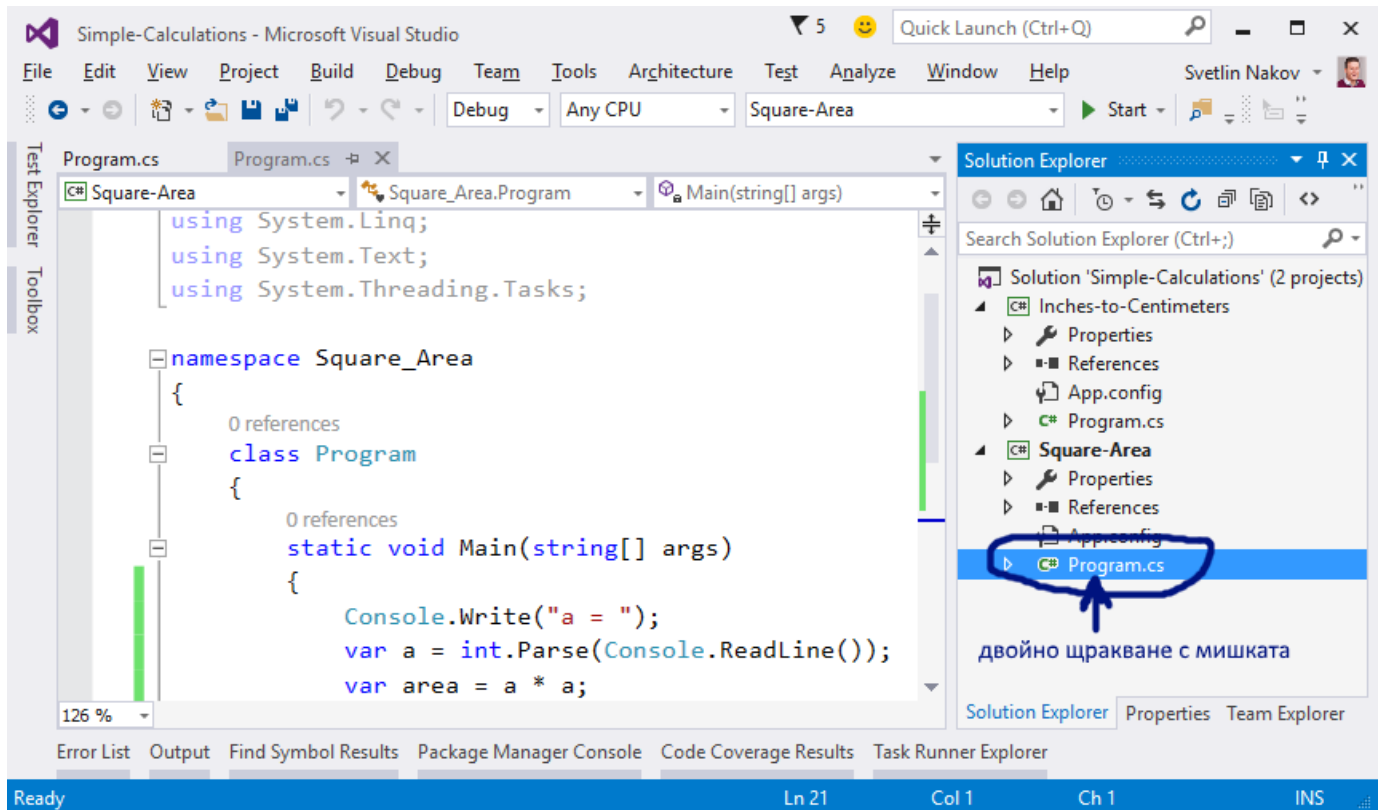 Simple-Calculations - Microsoft Visual Studio
5
Quick Launch (Ctrl+Q)
File Edit View Project Build Debug Team Tools Architecture Test Analyze Window Help
Svetlin Nakov
Debug
Any CPU
Square-Area
Start
Test Explorer
Toolbox
Program.cs
Program.cs
C# Square-Area
Square_Area.Program
Main(string[] args)
using System.Linq;
using System.Text;
using System.Threading.Tasks;
namespace Square_Area
{
0 references
class Program
{
0 references
static void Main(string[] args)
{
Console.Write("a = ");
var a = int.Parse(Console.ReadLine());
var area = a * a;
126 %
Solution Explorer
Search Solution Explorer (Ctrl+;)
Solution 'Simple-Calculations' (2 projects)
C# Inches-to-Centimeters
Properties
References
App.config
C# Program.cs
C# Square-Area
Properties
References
App.config
C# Program.cs
двойно щракване с мишката
Solution Explorer Properties Team Explorer
Error List Output Find Symbol Results Package Manager Console Code Coverage Results Task Runner Explorer
Ready Ln 21 Col 1 Ch 1 INS